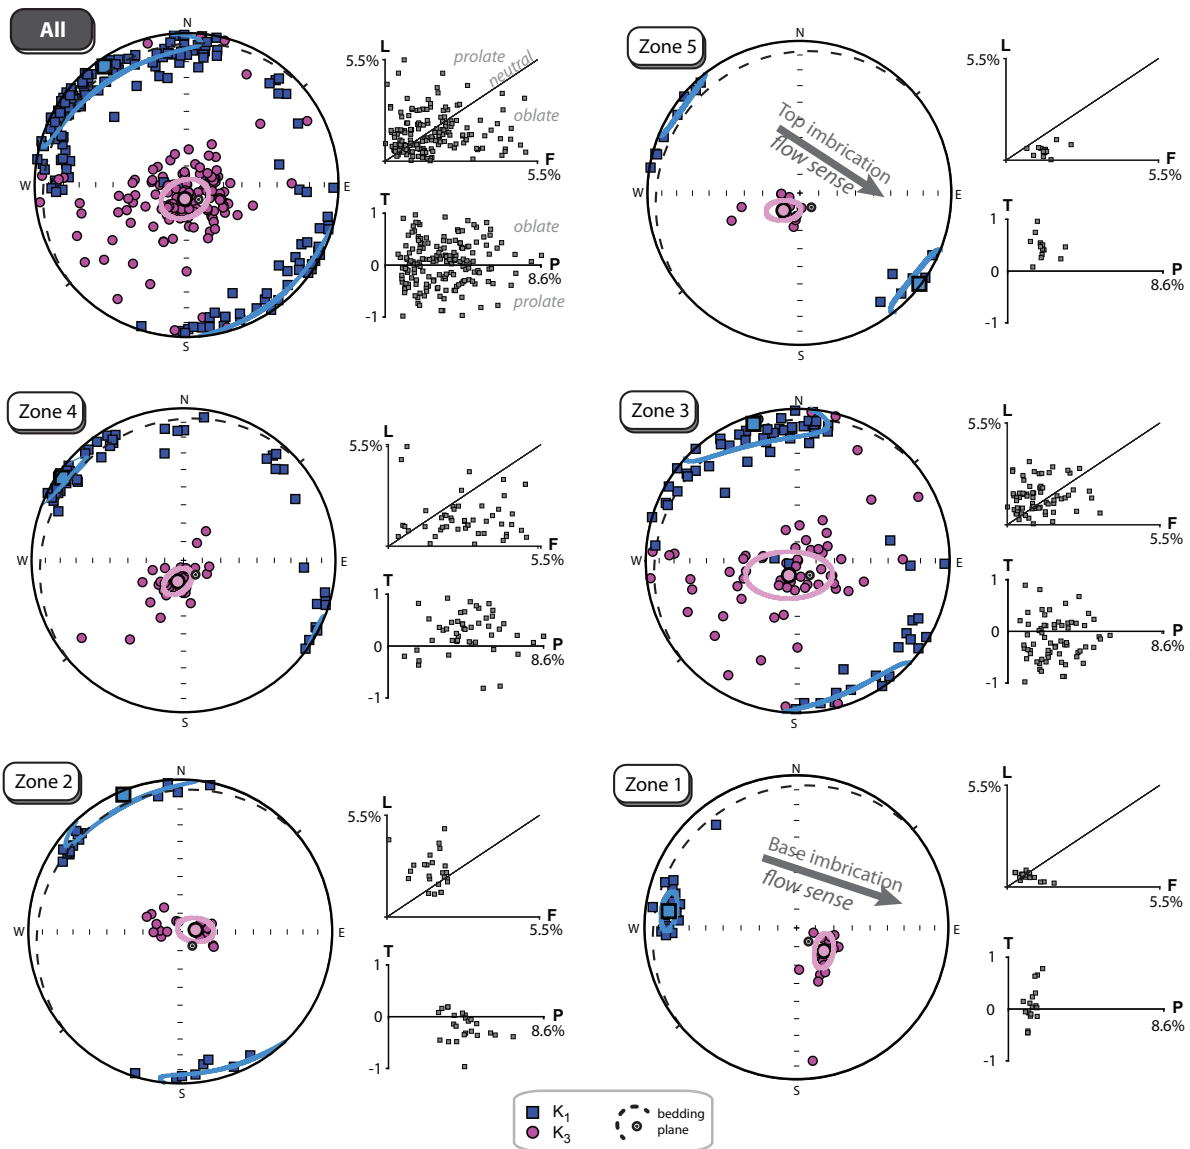 All
N
W
E
S
L
5.5%
prolate
neutral
oblate
F
5.5%
T
1
oblate
0
P
8.6%
prolate
-1
Zone 5
N
W
E
S
Top imbrication
flow sense
L
5.5%
F
5.5%
T
1
0
P
8.6%
-1
Zone 4
N
W
E
S
L
5.5%
F
5.5%
T
1
0
P
8.6%
-1
Zone 3
N
W
E
S
L
5.5%
F
5.5%
T
1
0
P
8.6%
-1
Zone 2
N
W
E
S
L
5.5%
F
5.5%
T
1
0
P
8.6%
-1
Zone 1
N
W
E
S
Base imbrication
flow sense
L
5.5%
F
5.5%
T
1
0
P
8.6%
-1
K1
K3
bedding
plane